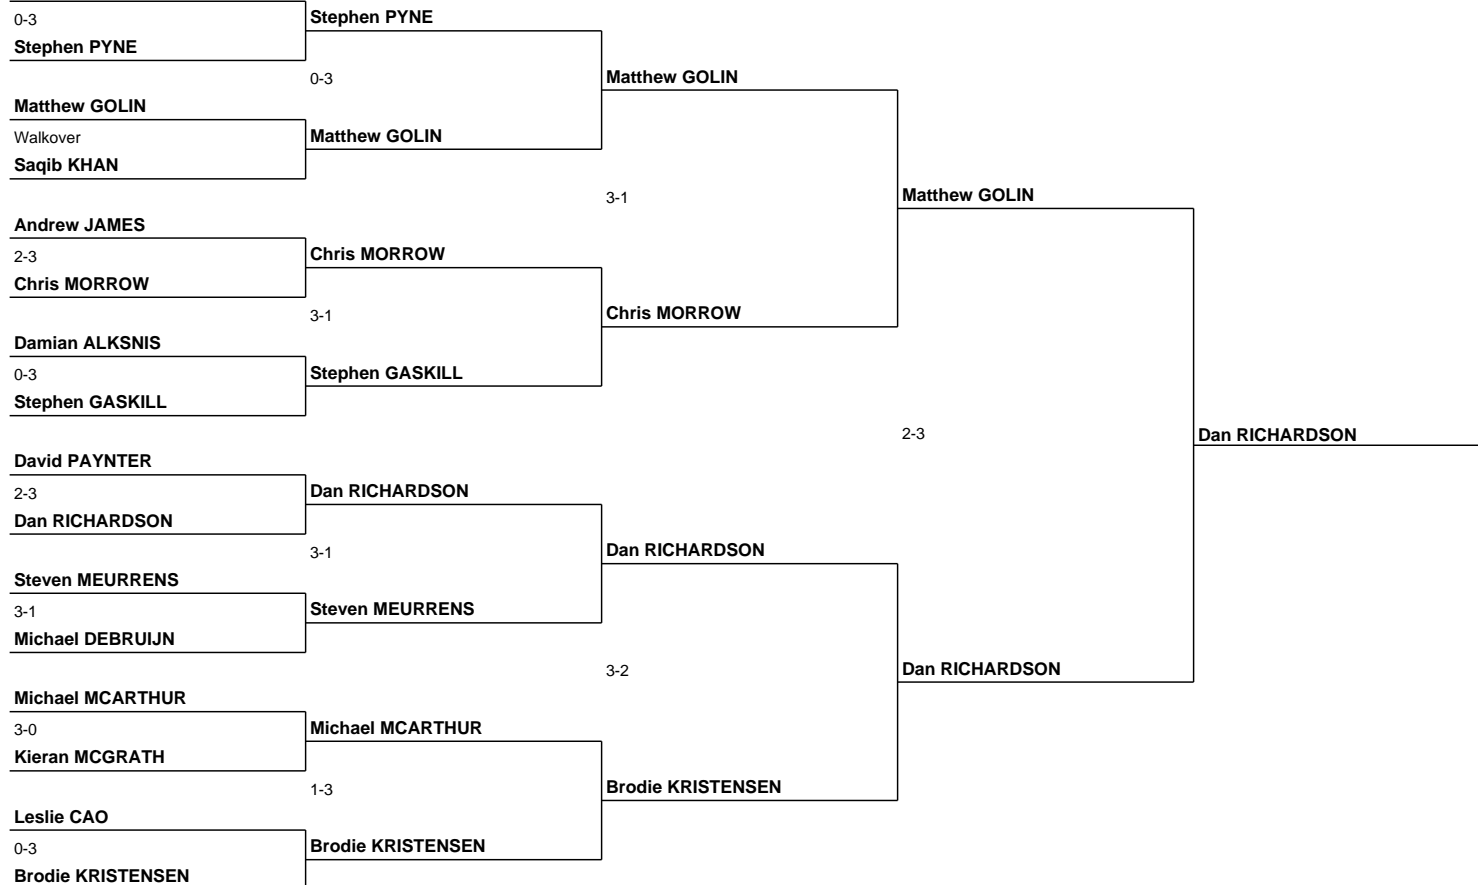 0-3
Stephen PYNE
Stephen PYNE
0-3
Matthew GOLIN
Matthew GOLIN
Walkover
Matthew GOLIN
Saqib KHAN
3-1
Matthew GOLIN
Andrew JAMES
2-3
Chris MORROW
Chris MORROW
3-1
Chris MORROW
Damian ALKSNIS
0-3
Stephen GASKILL
Stephen GASKILL
2-3
Dan RICHARDSON
David PAYNTER
2-3
Dan RICHARDSON
Dan RICHARDSON
3-1
Dan RICHARDSON
Steven MEURRENS
3-1
Steven MEURRENS
Michael DEBRUIJN
3-2
Dan RICHARDSON
Michael MCARTHUR
3-0
Michael MCARTHUR
Kieran MCGRATH
1-3
Brodie KRISTENSEN
Leslie CAO
0-3
Brodie KRISTENSEN
Brodie KRISTENSEN